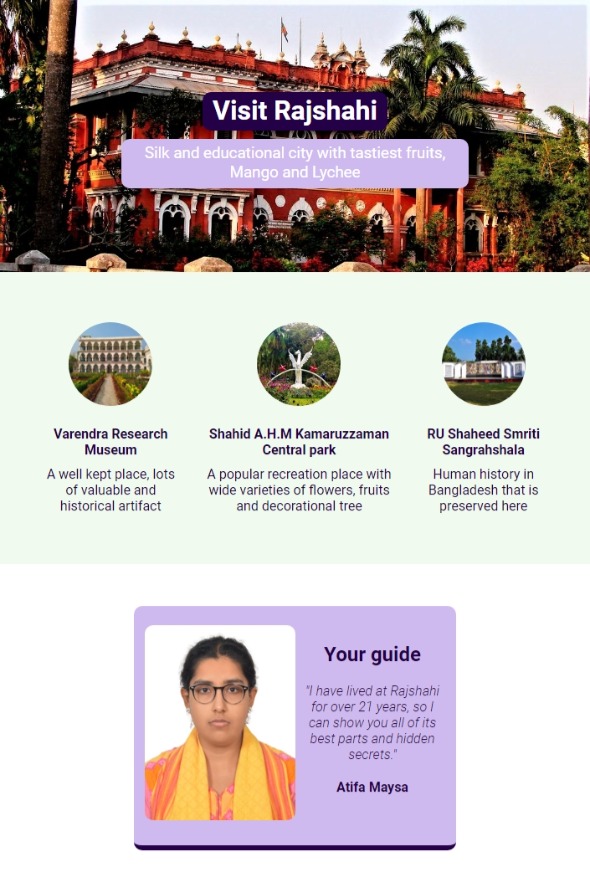 Visit Rajshahi
Silk and educational city with tastiest fruits,
Mango and Lychee
Varendra Research
Museum
A well kept place, lots
of valuable and
historical artifact
Shahid A.H.M Kamaruzzaman
Central park
A popular recreation place with
wide varieties of flowers, fruits
and decorational tree
RU Shaheed Smriti
Sangrahshala
Human history in
Bangladesh that is
preserved here
Your guide
"I have lived at Rajshahi
for over 21 years, so I
can show you all of its
best parts and hidden
secrets."
Atifa Maysa